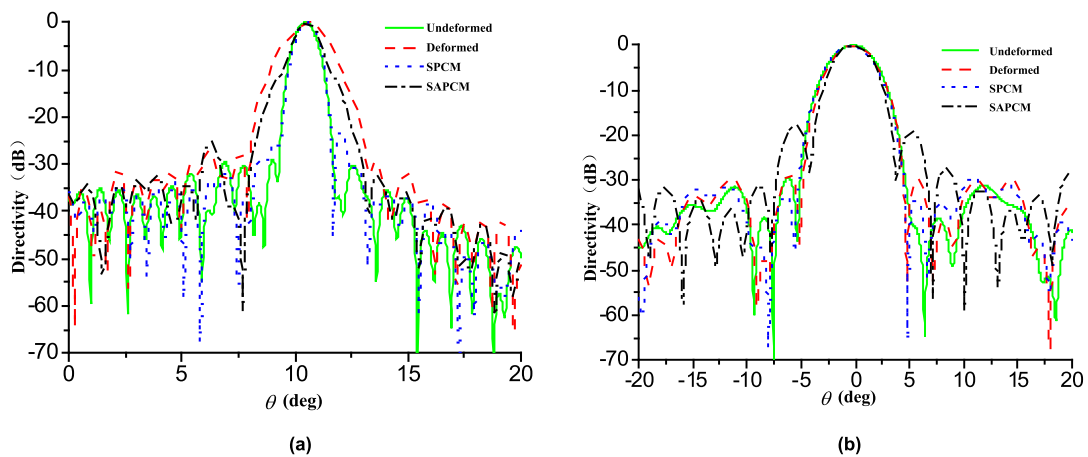 0
-10
-20
-30
-40
-50
-60
-70
Directivity（dB）
0
5
10
15
20
θ (deg)
Undeformed
Deformed
SPCM
SAPCM
(a)
0
-10
-20
-30
-40
-50
-60
-70
Directivity（dB）
-20
-15
-10
-5
0
5
10
15
20
θ (deg)
Undeformed
Deformed
SPCM
SAPCM
(b)